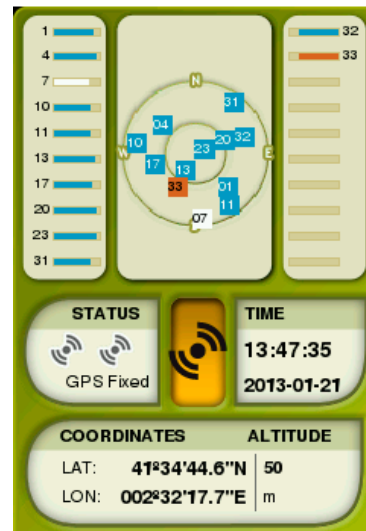 1
4
7
10
11
13
17
20
23
31
32
33
N
31
04
20
32
10
23
W
E
17
13
33
01
11
07
STATUS
GPS Fixed
TIME
13:47:35
2013-01-21
COORDINATES ALTITUDE
LAT: 41º34'44.6"N 50
LON: 002º32'17.7"E m